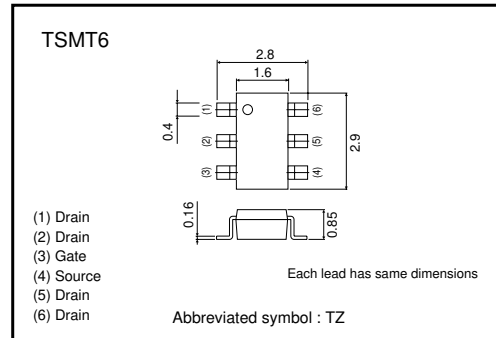 TSMT6
2.8
1.6
(1)
(6)
0.4
(2)
(5)
2.9
(3)
(4)
0.16
0.85
(1) Drain
(2) Drain
(3) Gate
(4) Source
(5) Drain
(6) Drain
Each lead has same dimensions
Abbreviated symbol : TZ